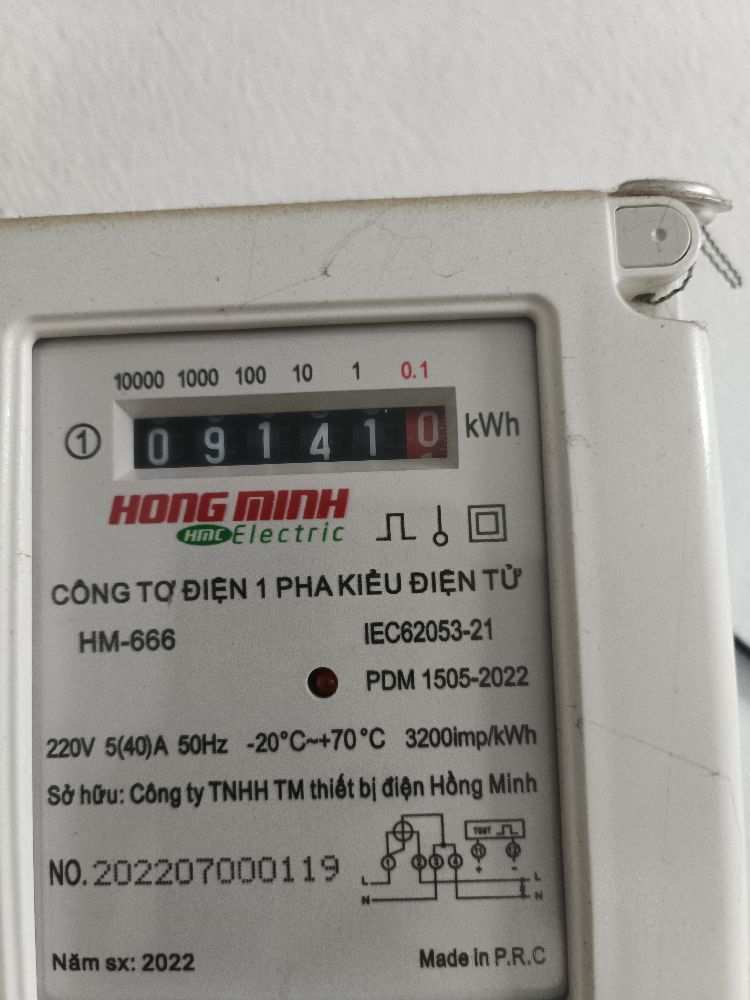 10000 1000 100 10 1 0.1
1 0 9 1 4 1 0 kWh
HONG MINH
HMC Electric
CÔNG TƠ ĐIỆN 1 PHA KIỂU ĐIỆN TỬ
HM-666 IEC62053-21
PDM 1505-2022
220V 5(40)A 50Hz -20°C~+70°C 3200imp/kWh
Sở hữu: Công ty TNHH TM thiết bị điện Hồng Minh
TEST
L L
N N
NO. 202207000119
Năm sx: 2022 Made in P.R.C